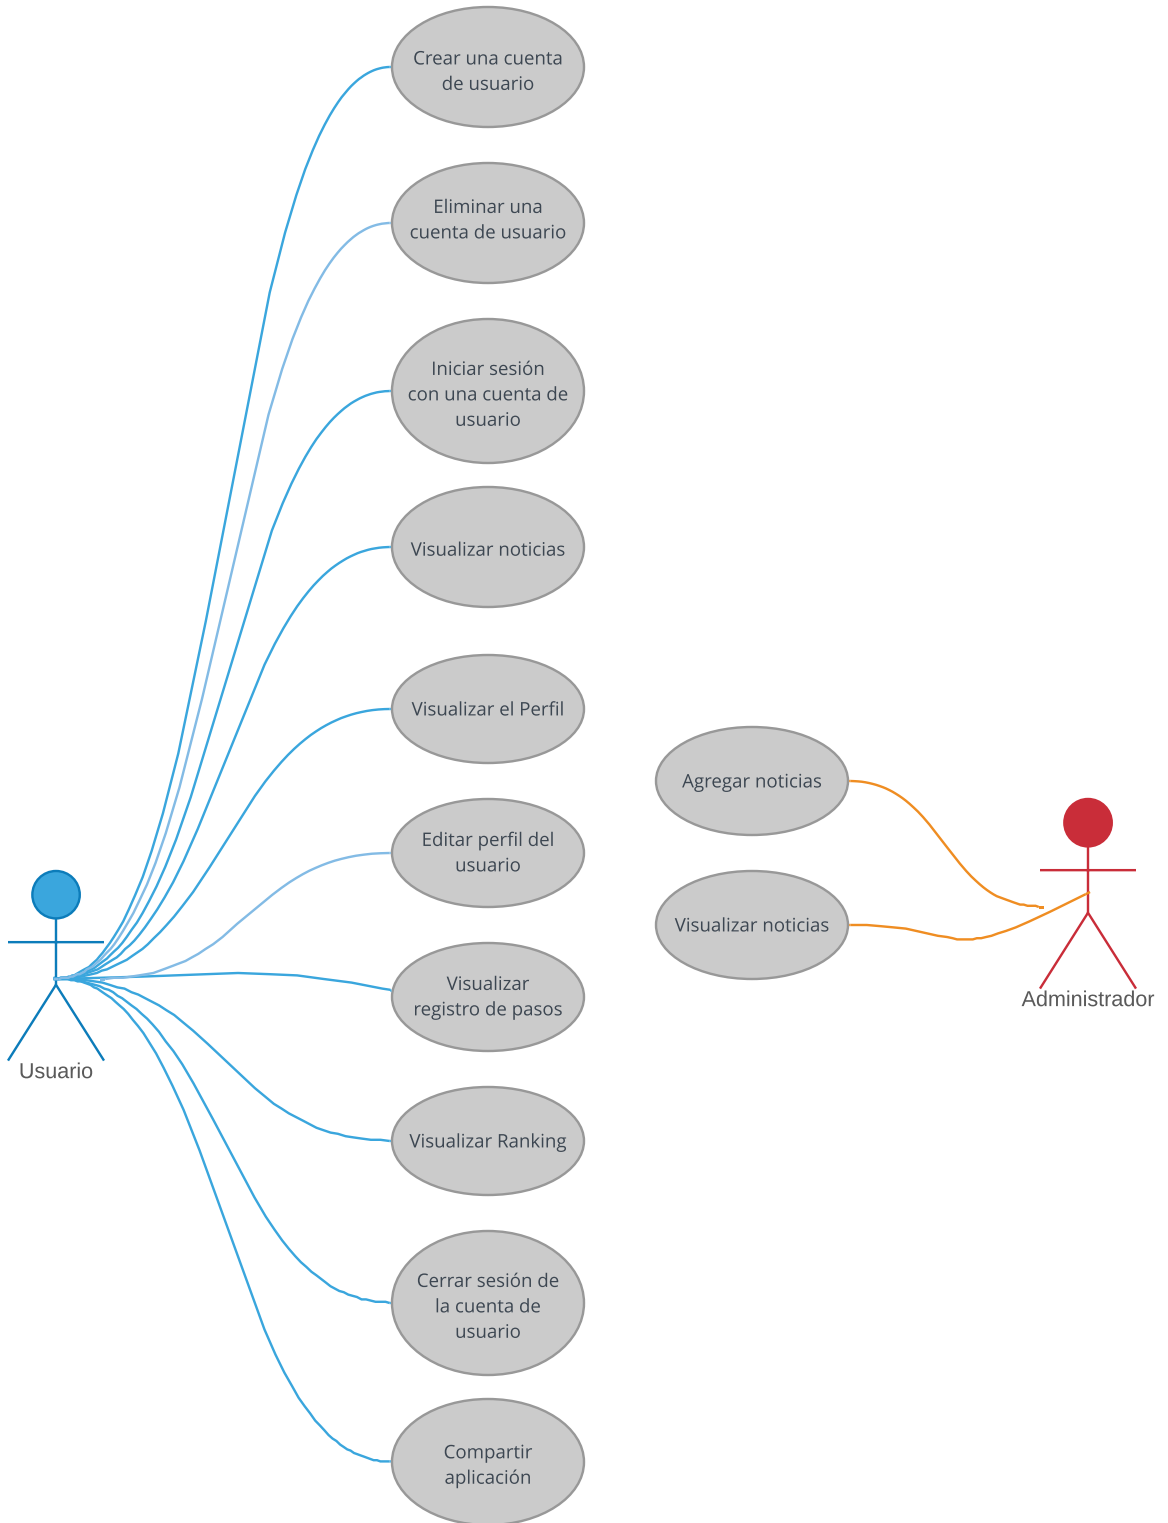 Crear una cuenta
de usuario
Eliminar una
cuenta de usuario
Iniciar sesión
con una cuenta de
usuario
Visualizar noticias
Visualizar el Perfil
Editar perfil del
usuario
Visualizar
registro de pasos
Visualizar Ranking
Cerrar sesión de
la cuenta de
usuario
Compartir
aplicación
Usuario
Agregar noticias
Visualizar noticias
Administrador